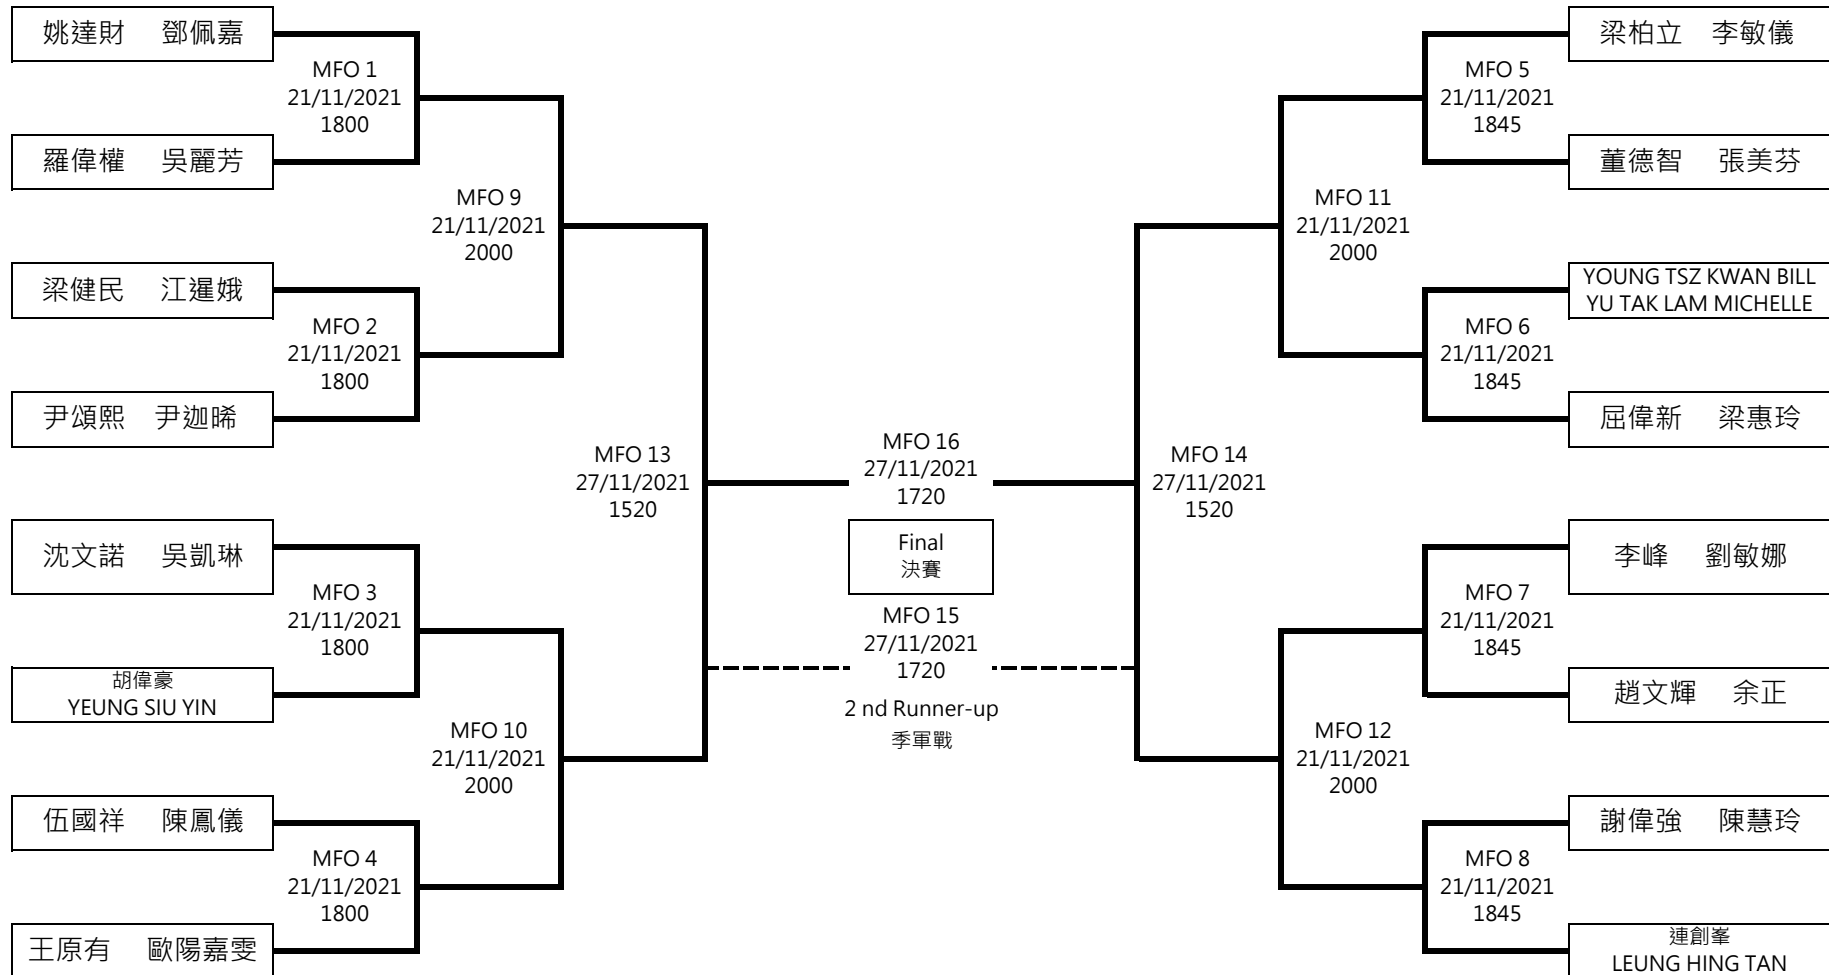 姚達財 鄧佩嘉
MFO 1
21/11/2021
1800
羅偉權 吳麗芳
MFO 9
21/11/2021
2000
梁健民 江暹娥
MFO 2
21/11/2021
1800
尹頌熙 尹迦晞
MFO 13
27/11/2021
1520
沈文諾 吳凱琳
MFO 3
21/11/2021
1800
胡偉豪
YEUNG SIU YIN
MFO 10
21/11/2021
2000
伍國祥 陳鳳儀
MFO 4
21/11/2021
1800
王原有 歐陽嘉雯
MFO 16
27/11/2021
1720
Final
決賽
MFO 15
27/11/2021
1720
2 nd Runner-up
季軍戰
梁柏立 李敏儀
MFO 5
21/11/2021
1845
董德智 張美芬
MFO 11
21/11/2021
2000
YOUNG TSZ KWAN BILL
YU TAK LAM MICHELLE
MFO 6
21/11/2021
1845
屈偉新 梁惠玲
MFO 14
27/11/2021
1520
李峰 劉敏娜
MFO 7
21/11/2021
1845
趙文輝 余正
MFO 12
21/11/2021
2000
謝偉強 陳慧玲
MFO 8
21/11/2021
1845
連創峯
LEUNG HING TAN